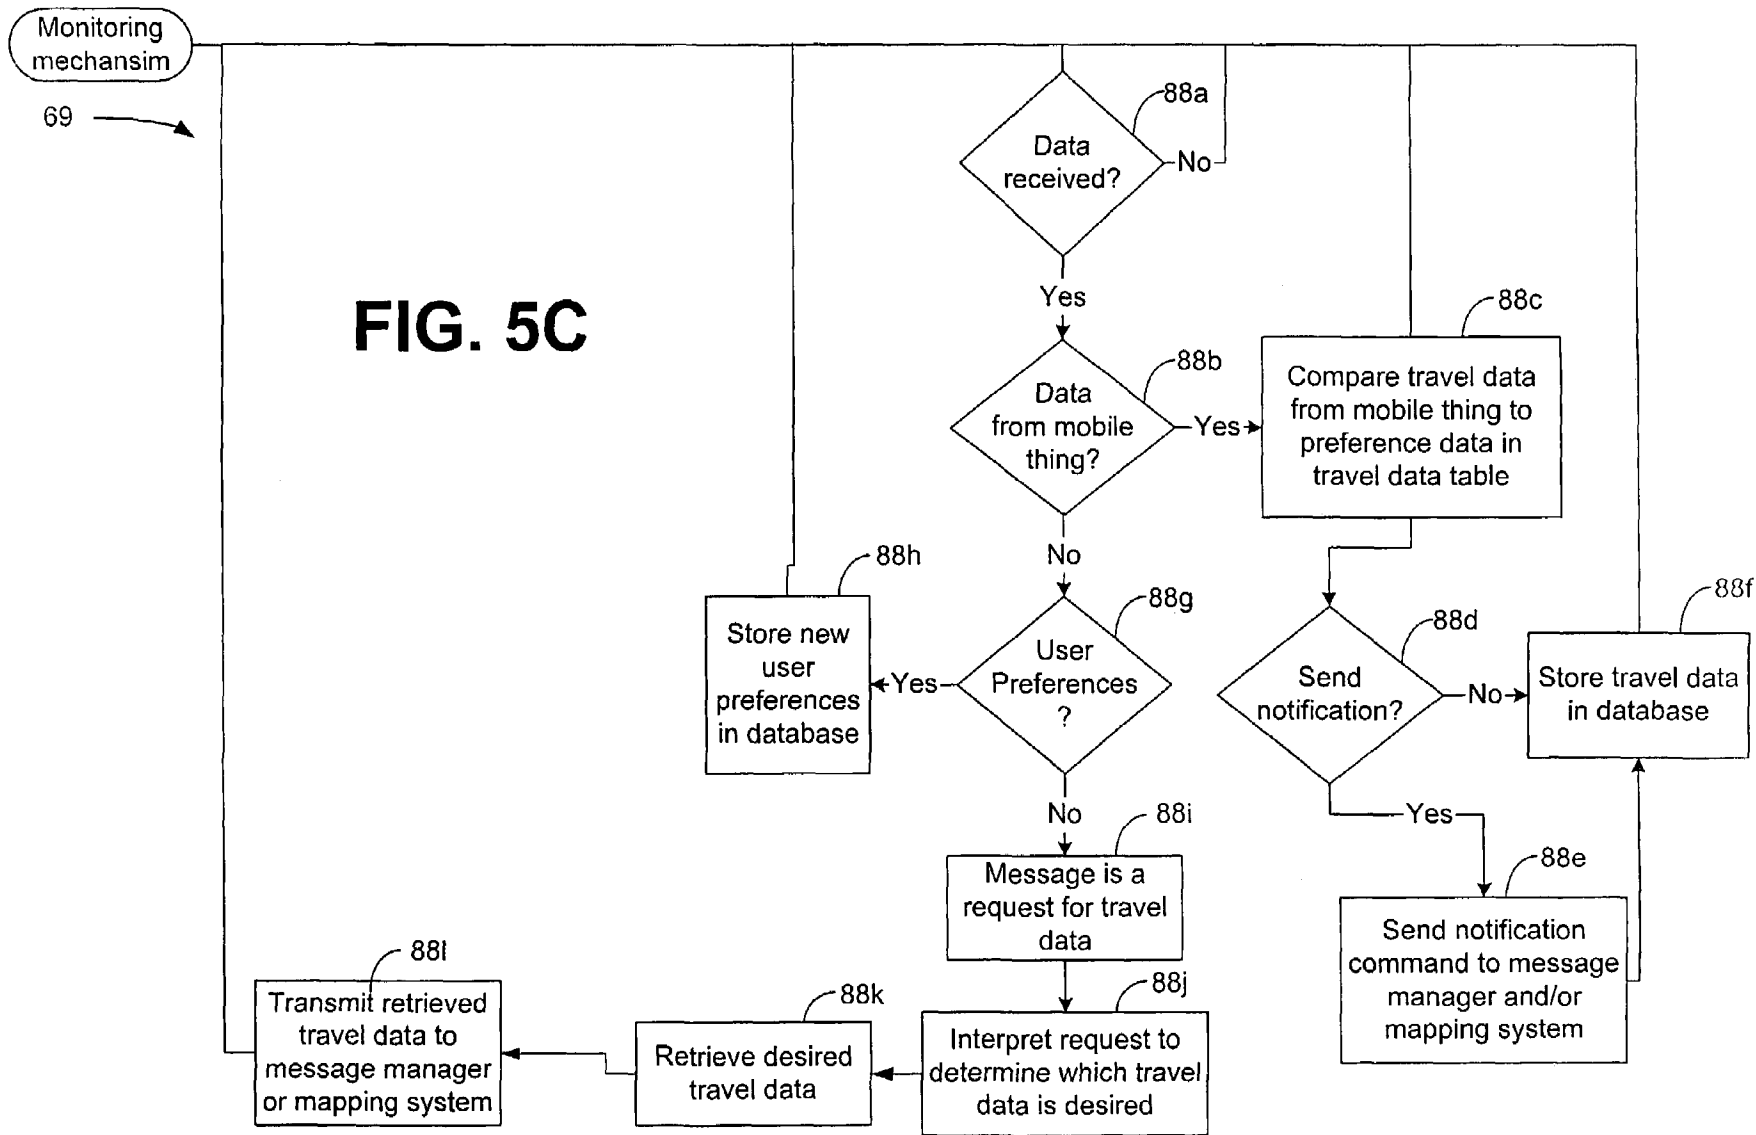 Monitoring
mechansim
69
88a
Data
received?
No
Yes
FIG. 5C
88b
Data
from mobile
thing?
Yes
88c
Compare travel data
from mobile thing to
preference data in
travel data table
No
88h
Store new
user
preferences
in database
88g
User
Preferences
?
Yes
88d
Send
notification?
No
88f
Store travel data
in database
No
Yes
88i
Message is a
request for travel
data
88e
Send notification
command to message
manager and/or
mapping system
88l
Transmit retrieved
travel data to
message manager
or mapping system
88k
Retrieve desired
travel data
88j
Interpret request to
determine which travel
data is desired